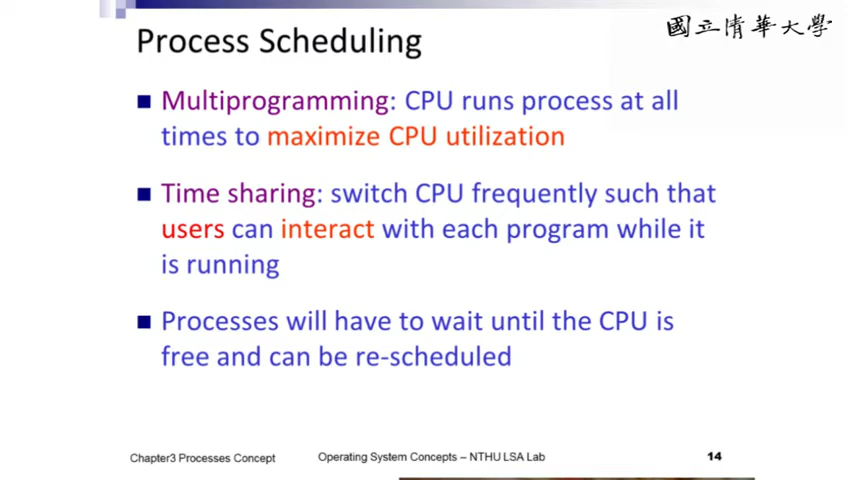 國立清華大學
Process Scheduling
Multiprogramming: CPU runs process at all
times to maximize CPU utilization
Time sharing: switch CPU frequently such that
users can interact with each program while it
is running
Processes will have to wait until the CPU is
free and can be re-scheduled
Chapter3 Processes Concept
Operating System Concepts – NTHU LSA Lab
14